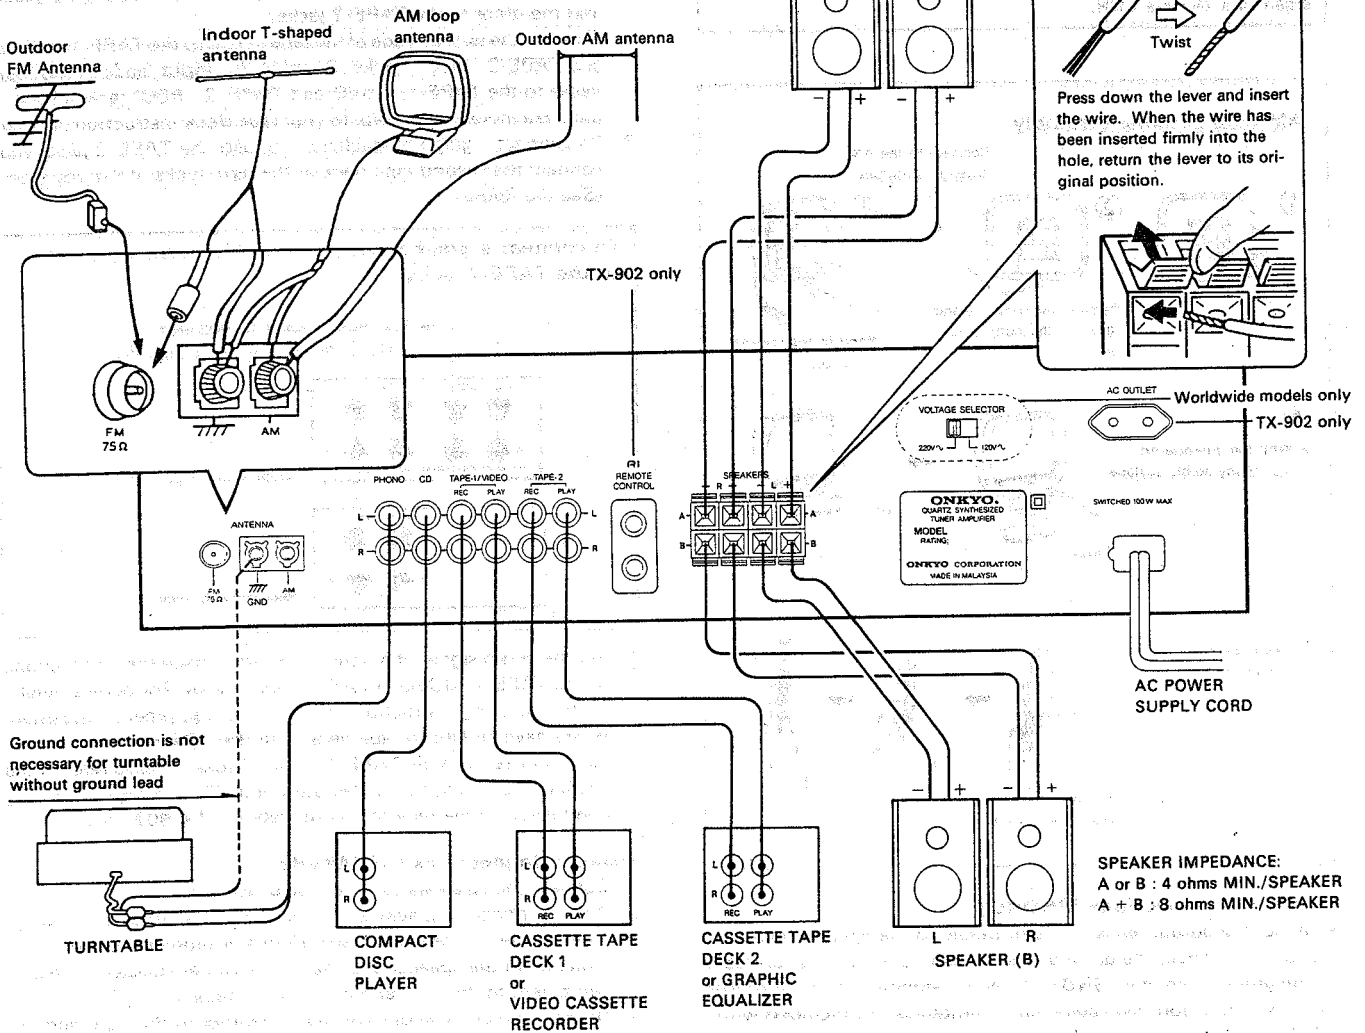 AM loop
antenna
Outdoor
FM Antenna
Indoor T-shaped
antenna
Outdoor AM antenna
- + - +
Twist
Press down the lever and insert
the wire. When the wire has
been inserted firmly into the
hole, return the lever to its ori-
ginal position.
TX-902 only
FM
75Ω
AM
AC OUTLET
Worldwide models only
TX-902 only
VOLTAGE SELECTOR
220V~ 120V~
SWITCHED 100W MAX
PHONO CD TAPE-1/VIDEO TAPE-2
REC PLAY REC PLAY
L L
R R
RI
REMOTE
CONTROL
SPEAKERS
- R + - L +
A A
B B
ONKYO.
QUARTZ SYNTHESIZED
TUNER AMPLIFIER
MODEL
RATING:
ONKYO CORPORATION
MADE IN MALAYSIA
ANTENNA
FM
75Ω
GND
AM
AC POWER
SUPPLY CORD
Ground connection is not
necessary for turntable
without ground lead
TURNTABLE
L
R
COMPACT
DISC
PLAYER
L
R
REC PLAY
CASSETTE TAPE
DECK 1
or
VIDEO CASSETTE
RECORDER
L
R
REC PLAY
CASSETTE TAPE
DECK 2
or GRAPHIC
EQUALIZER
- + - +
L R
SPEAKER (B)
SPEAKER IMPEDANCE:
A or B : 4 ohms MIN./SPEAKER
A + B : 8 ohms MIN./SPEAKER